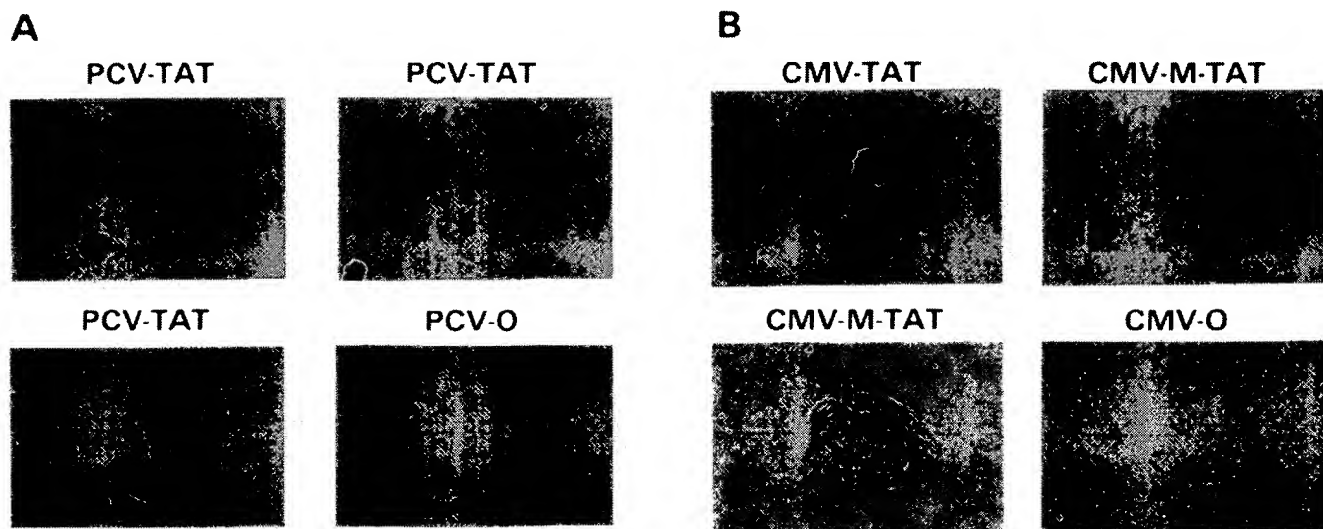 A
PCV-TAT PCV-TAT
PCV-TAT PCV-O
B
CMV-TAT CMV-M-TAT
CMV-M-TAT CMV-O